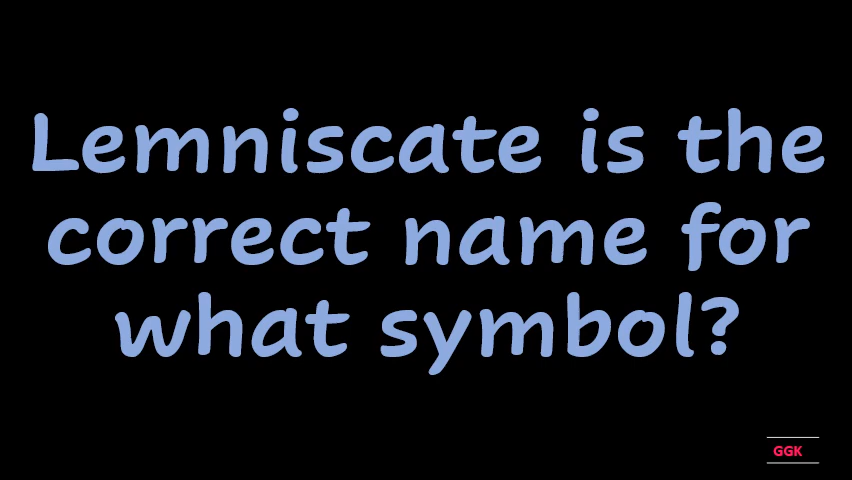 Lemniscate is the
correct name for
what symbol?
GGK